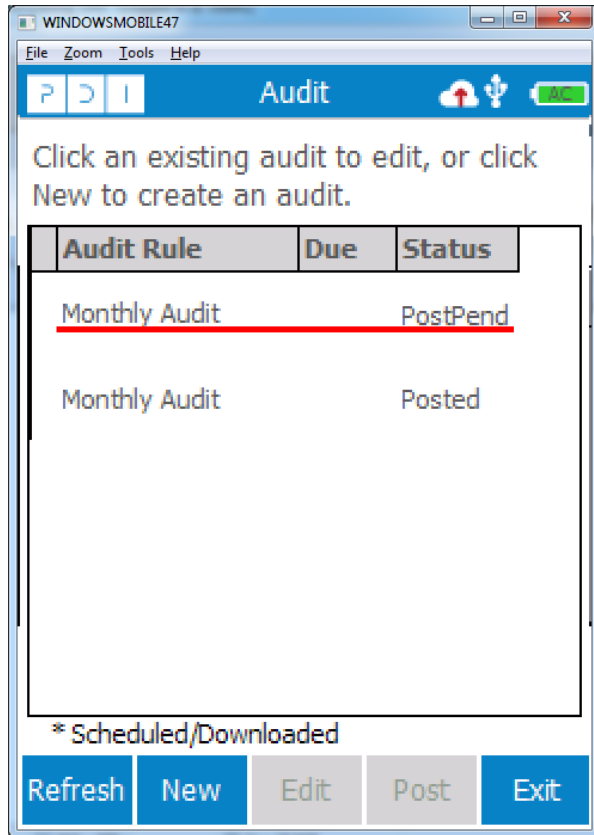 WINDOWSMOBILE47
File Zoom Tools Help
PDI Audit AC
Click an existing audit to edit, or click
New to create an audit.
Audit Rule Due Status
Monthly Audit PostPend
Monthly Audit Posted
* Scheduled/Downloaded
Refresh New Edit Post Exit